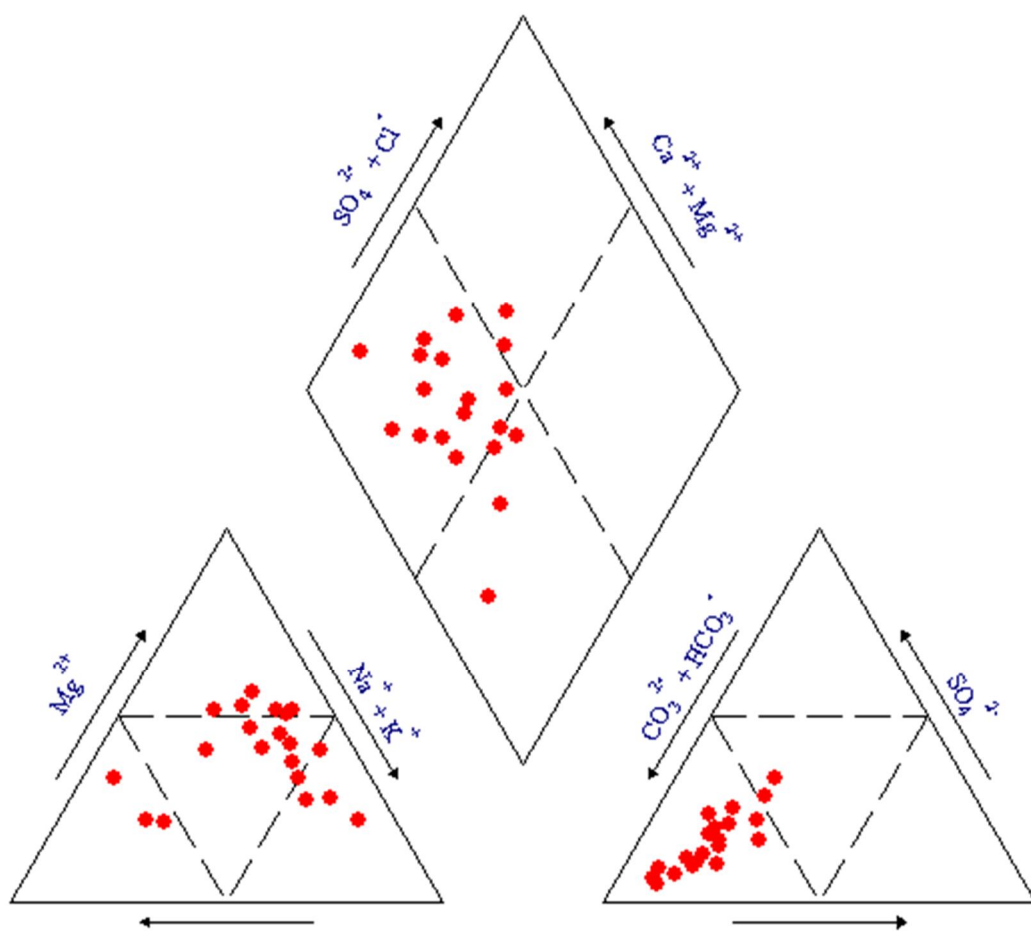 SO₄²⁺ + Cl⁻
Ca²⁺ + Mg²⁺
Mg²⁺
Na⁺ + K⁺
CO₃²⁺ + HCO₃⁻
SO₄²⁻